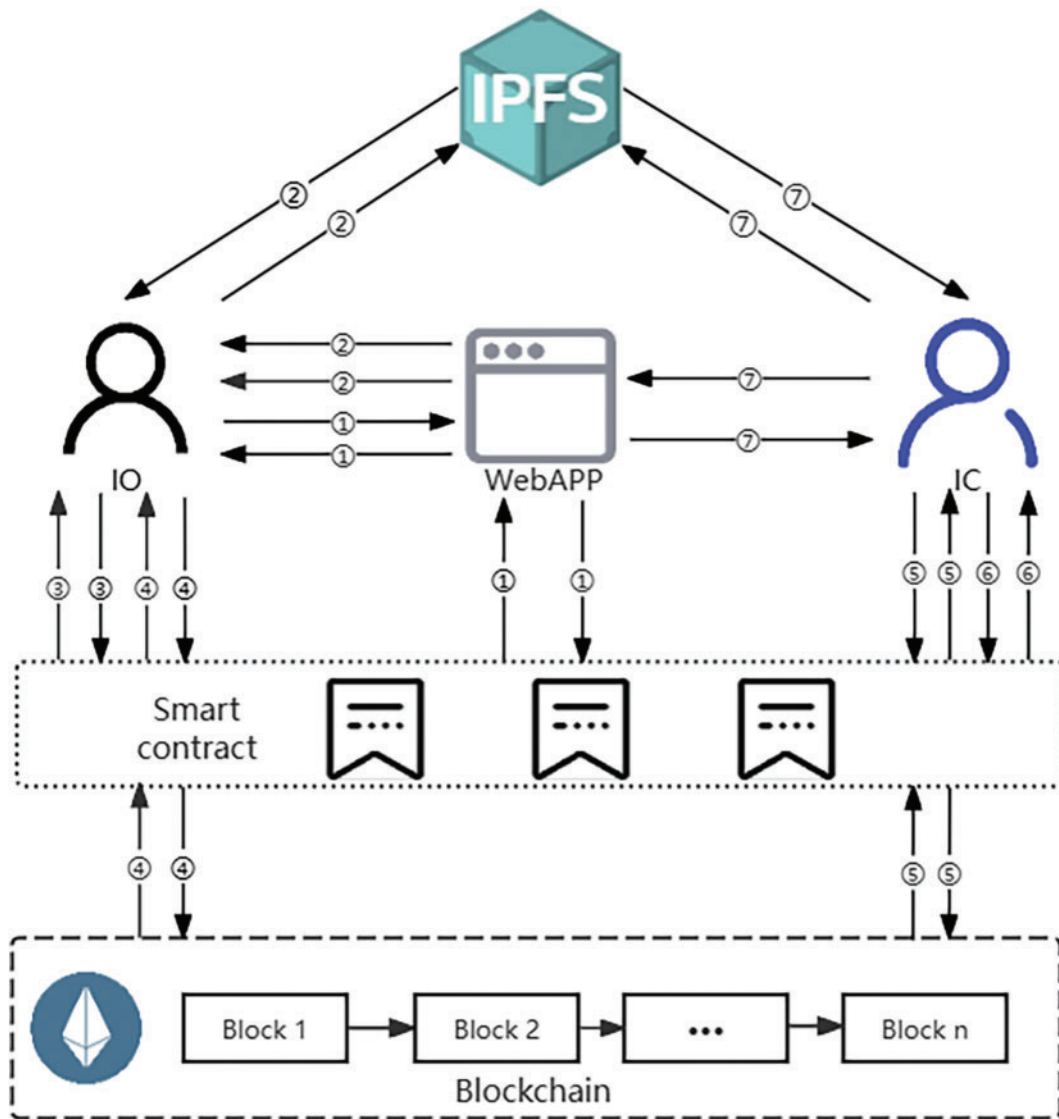 IPFS
② ⑦
② ⑦
②
② ⑦
①
① ⑦
IO WebAPP IC
③ ③ ④ ④ ① ① ⑤ ⑤ ⑥ ⑥
Smart
contract
④ ④ ⑤ ⑤
Block 1 Block 2 ••• Block n
Blockchain